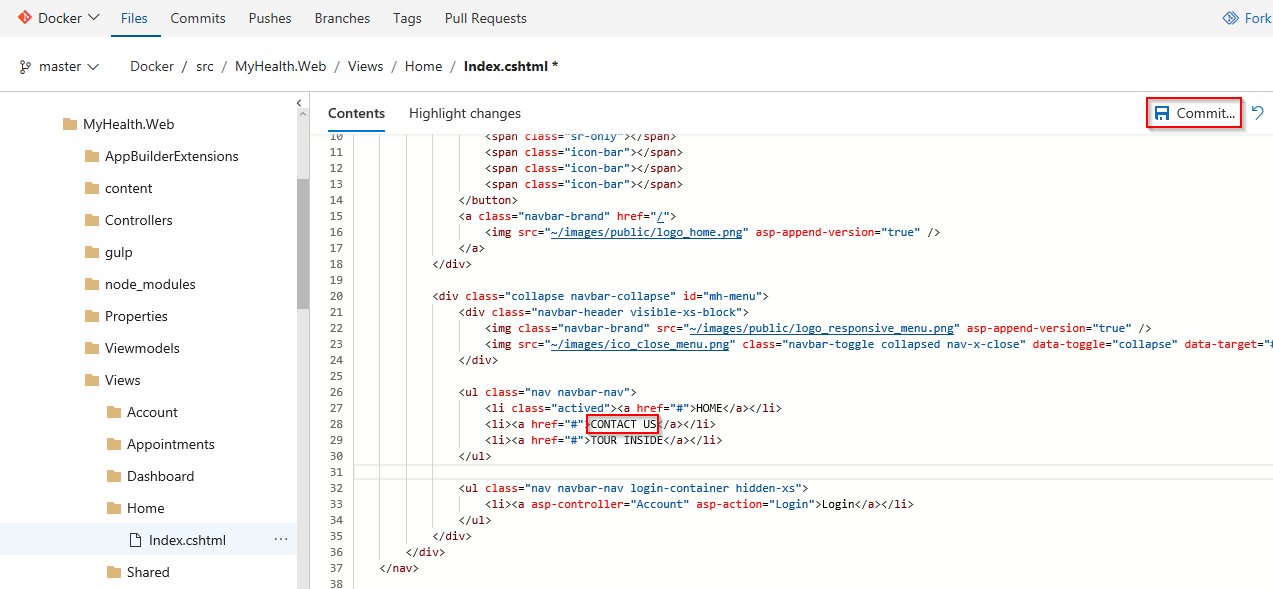 Docker Files Commits Pushes Branches Tags Pull Requests Fork
master Docker / src / MyHealth.Web / Views / Home / Index.cshtml *
Contents Highlight changes Commit...
MyHealth.Web
AppBuilderExtensions
content
Controllers
gulp
node_modules
Properties
Viewmodels
Views
Account
Appointments
Dashboard
Home
Index.cshtml ...
Shared
10 <span class="sr-only"></span>
11 <span class="icon-bar"></span>
12 <span class="icon-bar"></span>
13 <span class="icon-bar"></span>
14 </button>
15 <a class="navbar-brand" href="/">
16 <img src="~/images/public/logo_home.png" asp-append-version="true" />
17 </a>
18 </div>
19
20 <div class="collapse navbar-collapse" id="mh-menu">
21 <div class="navbar-header visible-xs-block">
22 <img class="navbar-brand" src="~/images/public/logo_responsive_menu.png" asp-append-version="true" />
23 <img src="~/images/ico_close_menu.png" class="navbar-toggle collapsed nav-x-close" data-toggle="collapse" data-target="#
24 </div>
25
26 <ul class="nav navbar-nav">
27 <li class="actived"><a href="#">HOME</a></li>
28 <li><a href="#">CONTACT US</a></li>
29 <li><a href="#">TOUR INSIDE</a></li>
30 </ul>
31
32 <ul class="nav navbar-nav login-container hidden-xs">
33 <li><a asp-controller="Account" asp-action="Login">Login</a></li>
34 </ul>
35 </div>
36 </div>
37 </nav>
38